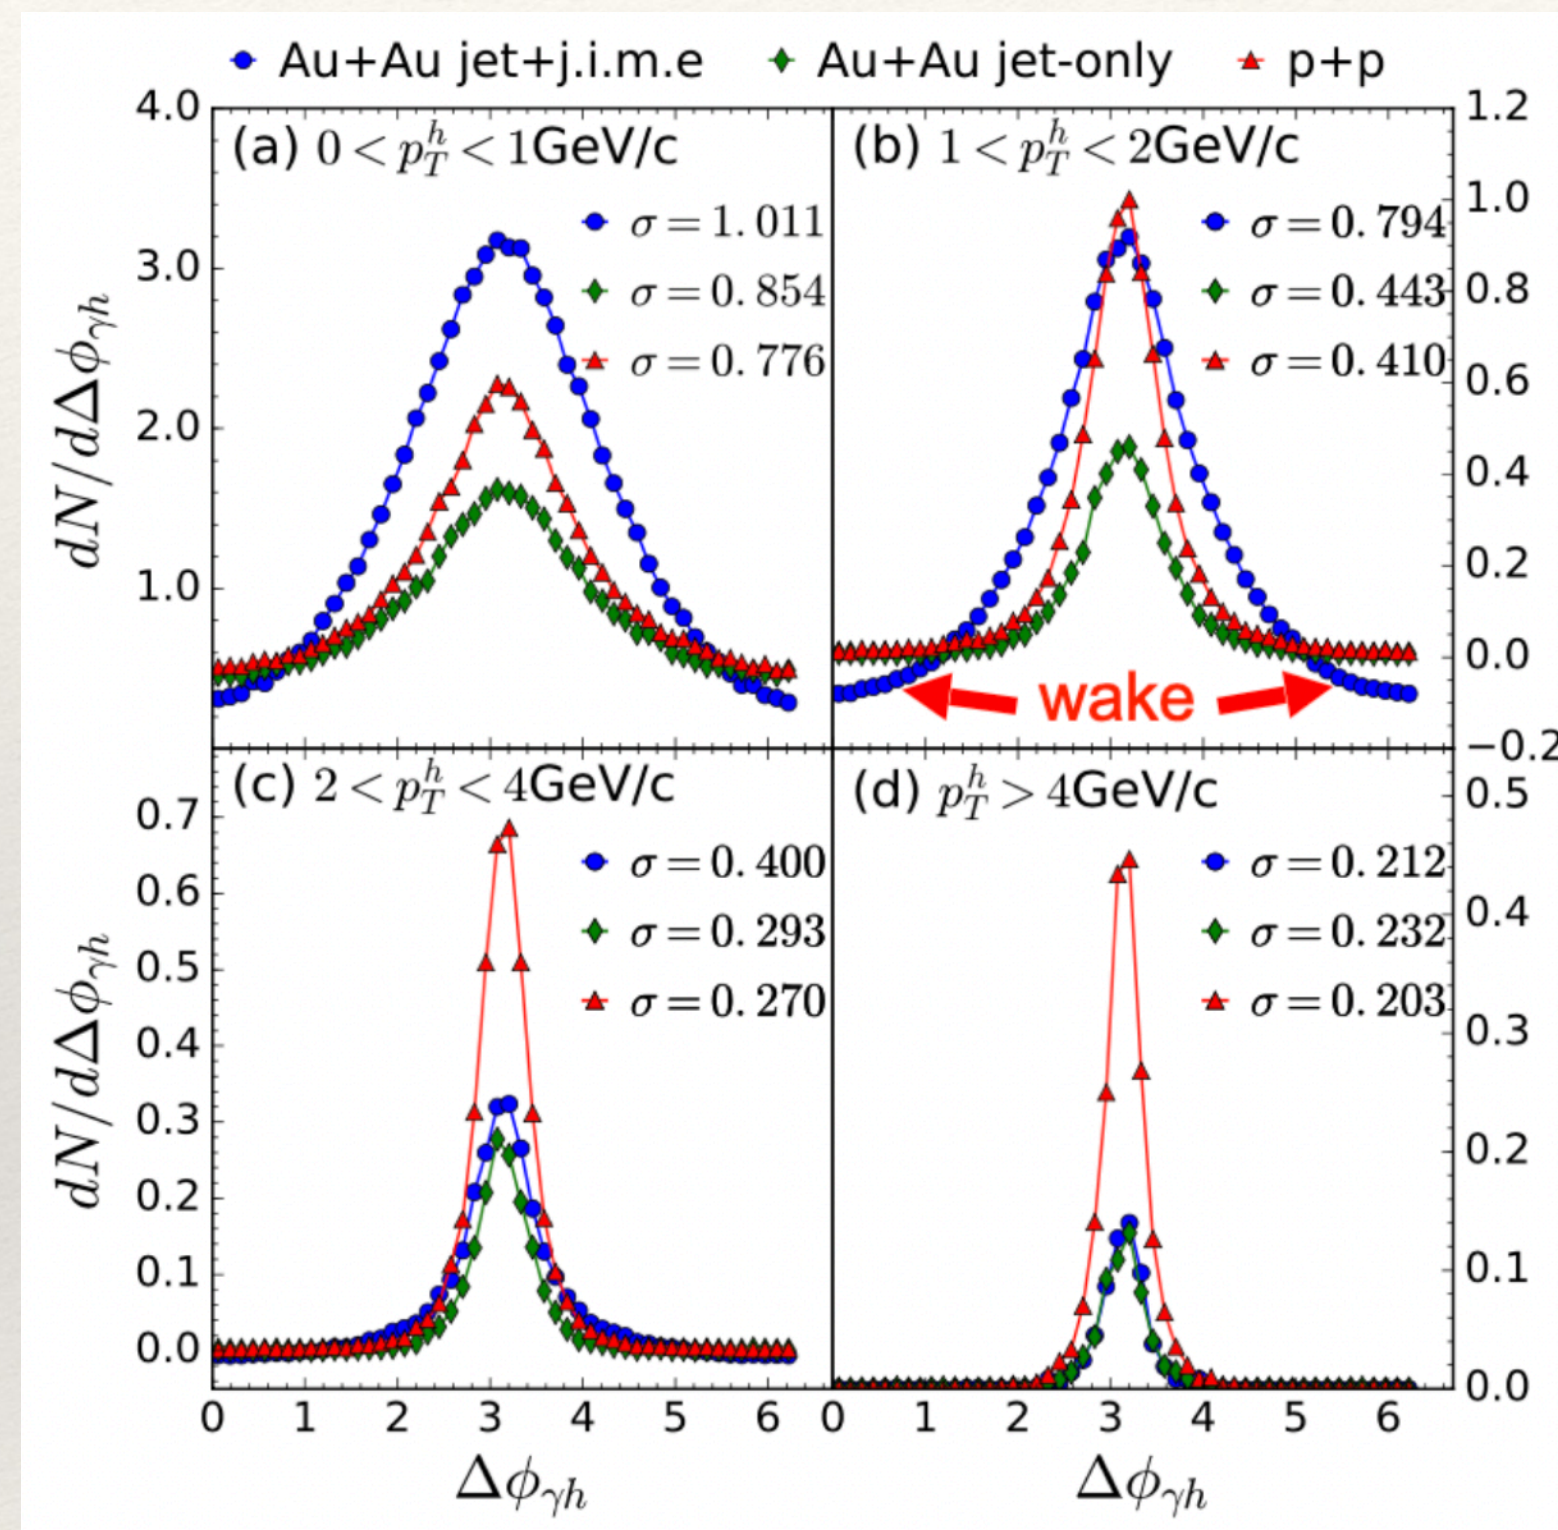 Au+Au jet+j.i.m.e Au+Au jet-only p+p
4.0 (a) 0 < p_T^h < 1GeV/c (b) 1 < p_T^h < 2GeV/c 1.2
σ = 1.011 σ = 0.794 1.0
3.0 σ = 0.854 σ = 0.443 0.8
σ = 0.776 σ = 0.410 0.6
dN/dΔϕ_γh
2.0 0.4
1.0 0.2
0.0
wake
−0.2
(c) 2 < p_T^h < 4GeV/c (d) p_T^h > 4GeV/c 0.5
0.7 σ = 0.400 σ = 0.212
0.6 0.4
σ = 0.293 σ = 0.232
0.5 σ = 0.270 σ = 0.203
dN/dΔϕ_γh
0.4 0.3
0.3 0.2
0.2
0.1 0.1
0.0 0.0
0 1 2 3 4 5 6 0 1 2 3 4 5 6
Δϕ_γh Δϕ_γh